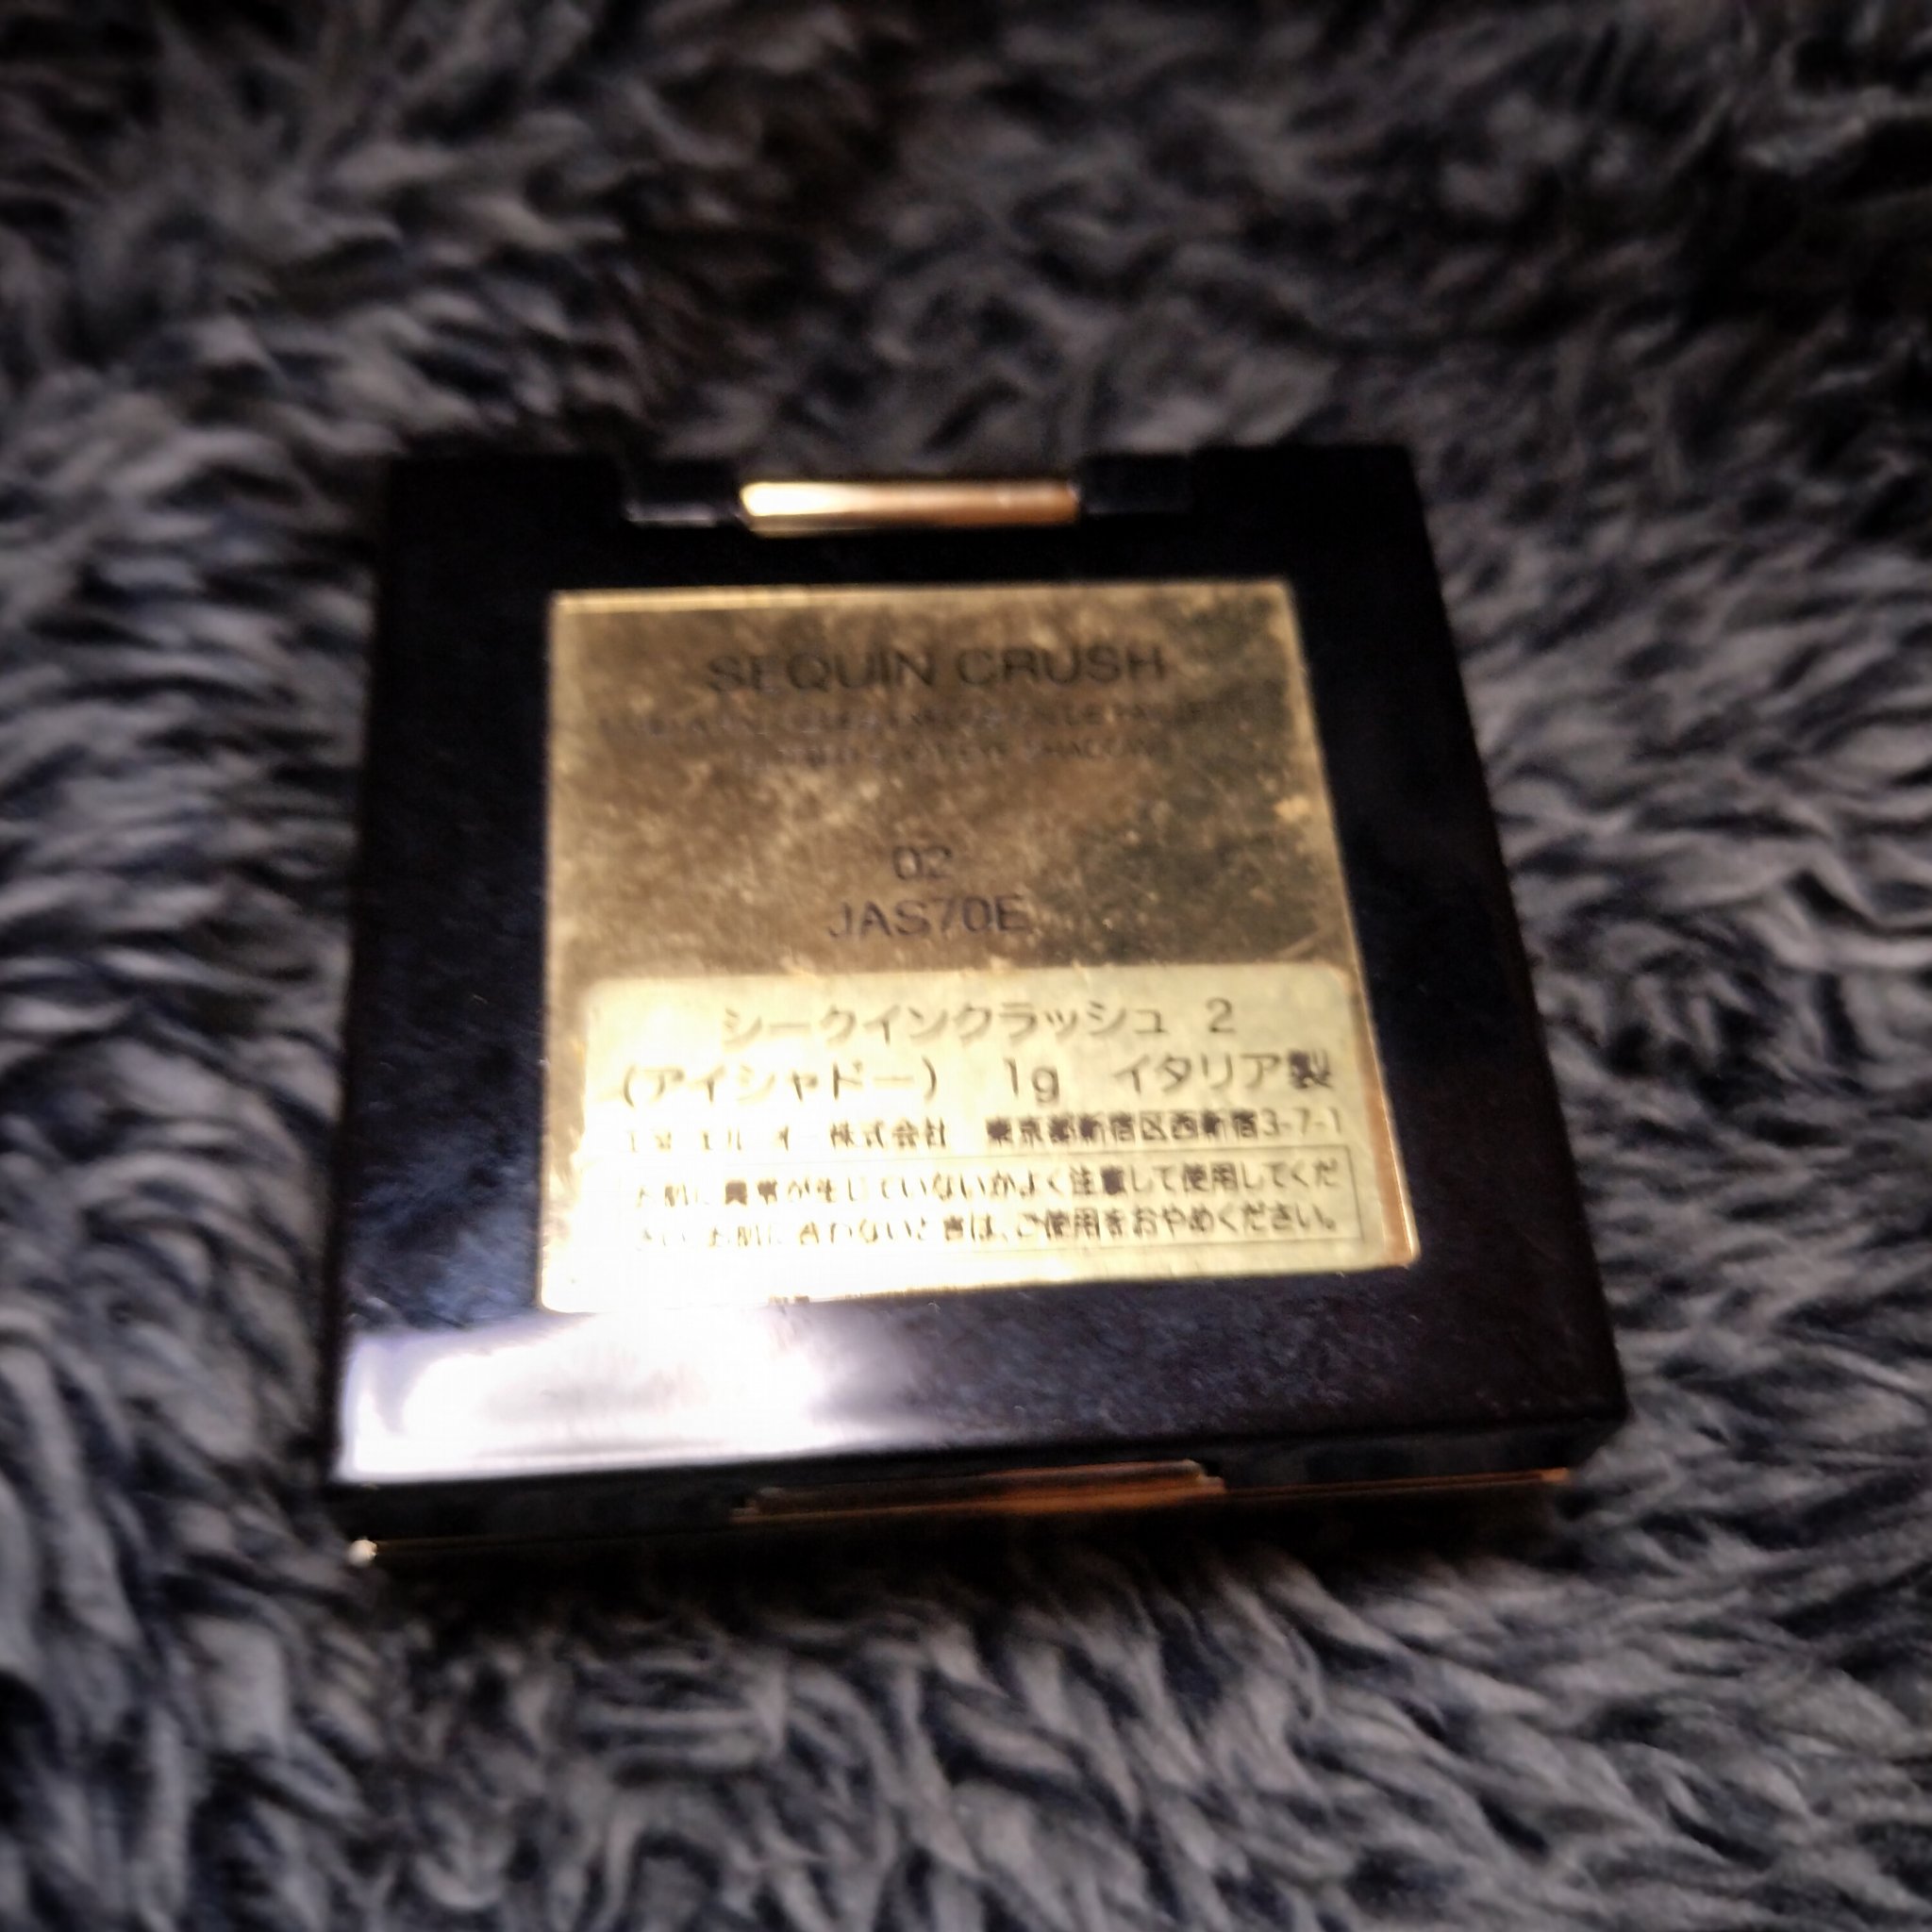 SEQUIN CRUSH
EYE SHADOW
02
JAS70E
シークインクラッシュ 2
(アイシャドー) 1g イタリア製
株式会社 東京都新宿区西新宿3-7-1
お肌に異常が生じていないかよく注意して使用してくだ
さい。お肌に合わないときは、ご使用をおやめください。